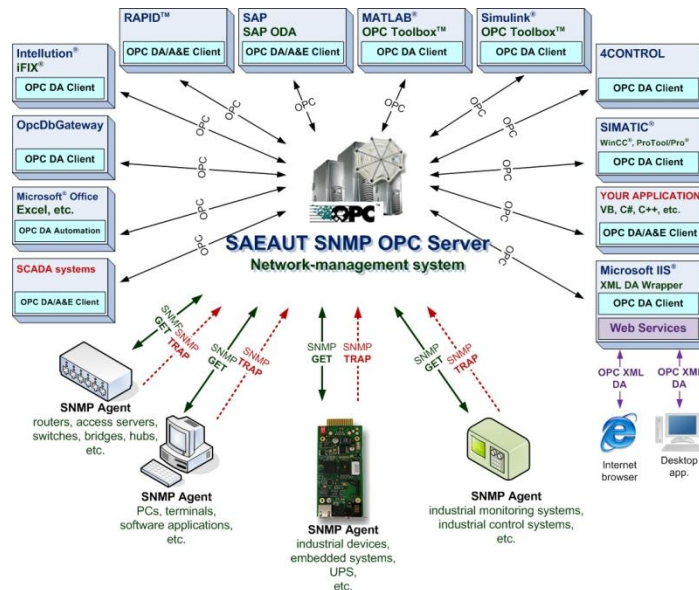 RAPID™
OPC DA/A&E Client
SAP
SAP ODA
OPC DA/A&E Client
MATLAB®
OPC Toolbox™
OPC DA Client
Simulink®
OPC Toolbox™
OPC DA Client
Intellution®
iFIX®
OPC DA Client
4CONTROL
OPC DA Client
OpcDbGateway
OPC DA Client
SIMATIC®
WinCC®, ProTool/Pro®
OPC DA Client
Microsoft® Office
Excel, etc.
OPC DA Automation
YOUR APPLICATION
VB, C#, C++, etc.
OPC DA/A&E Client
SCADA systems
OPC DA/A&E Client
Microsoft IIS®
XML DA Wrapper
OPC DA Client
Web Services
OPC
OPC
OPC
OPC
OPC
OPC
OPC
OPC
OPC
OPC
OPC
OPC
OPC
SAEAUT SNMP OPC Server
Network-management system
SNMP
GET
SNMP
TRAP
SNMP
GET
SNMP
TRAP
SNMP
GET
SNMP
TRAP
SNMP
GET
SNMP
TRAP
OPC XML
DA
OPC XML
DA
Internet
browser
Desktop
app.
SNMP Agent
routers, access servers,
switches, bridges, hubs,
etc.
SNMP Agent
PCs, terminals,
software applications,
etc.
SNMP Agent
industrial devices,
embedded systems,
UPS,
etc.
SNMP Agent
industrial monitoring systems,
industrial control systems,
etc.